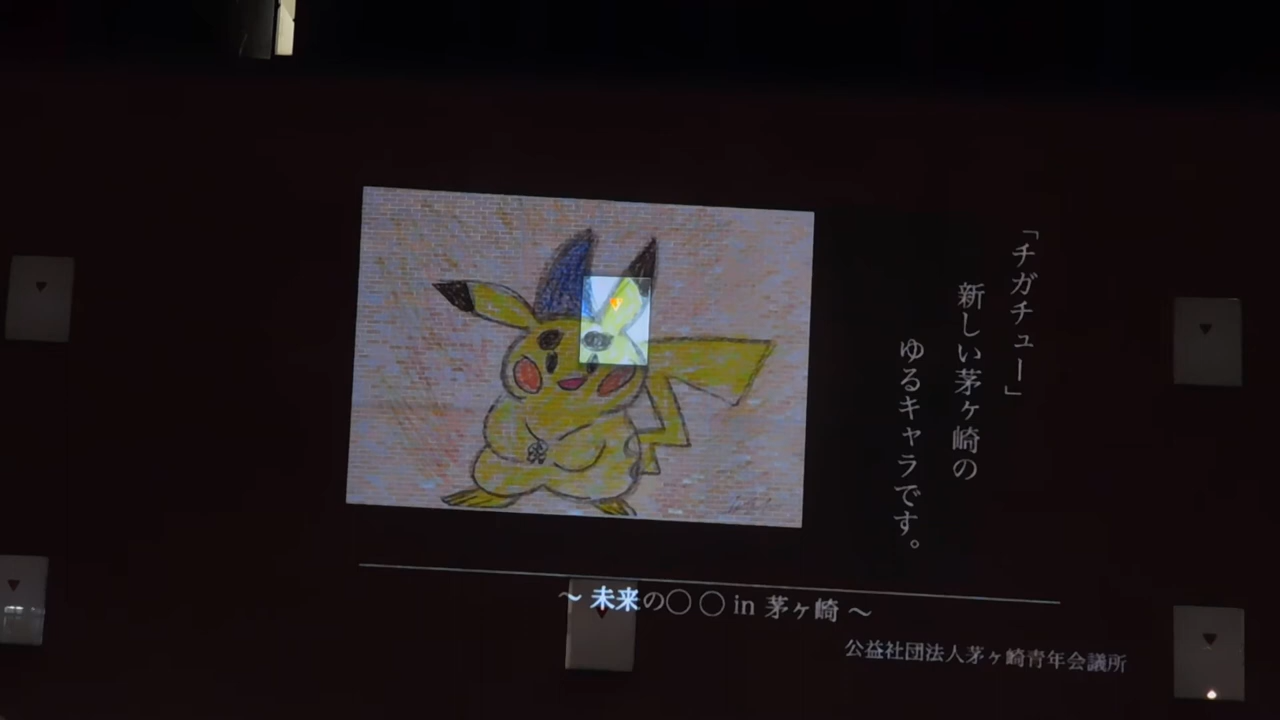 「チガチュー」
新しい茅ヶ崎の
ゆるキャラです。
～ 未来の〇 〇 in 茅ヶ崎 ～
公益社団法人茅ヶ崎青年会議所